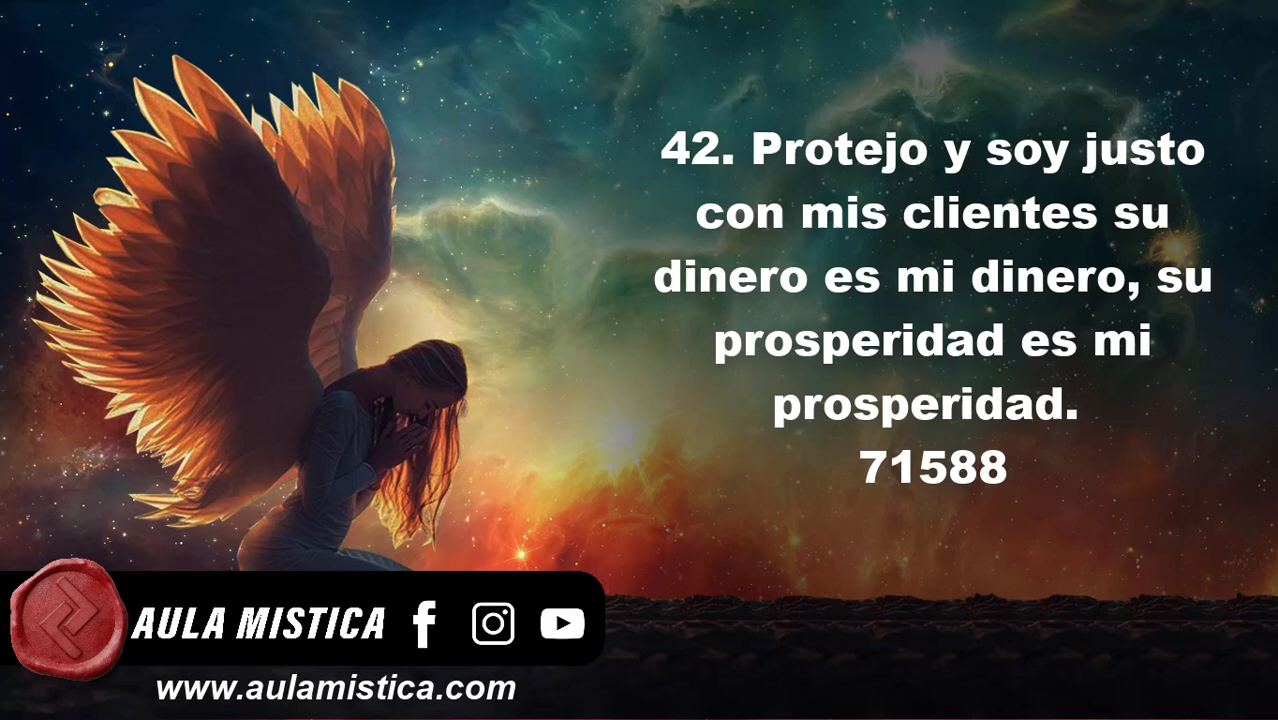 42. Protejo y soy justo
con mis clientes su
dinero es mi dinero, su
prosperidad es mi
prosperidad.
71588
AULA MISTICA
www.aulamistica.com